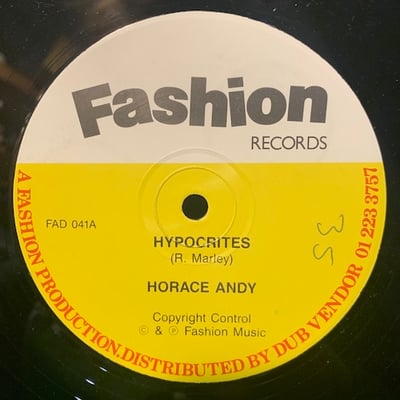 Fashion
RECORDS
FAD 041A
35
HYPOCRITES
(R. Marley)
HORACE ANDY
Copyright Control
© & ℗ Fashion Music
A FASHION PRODUCTION.DISTRIBUTED BY DUB VENDOR 01 223 3757